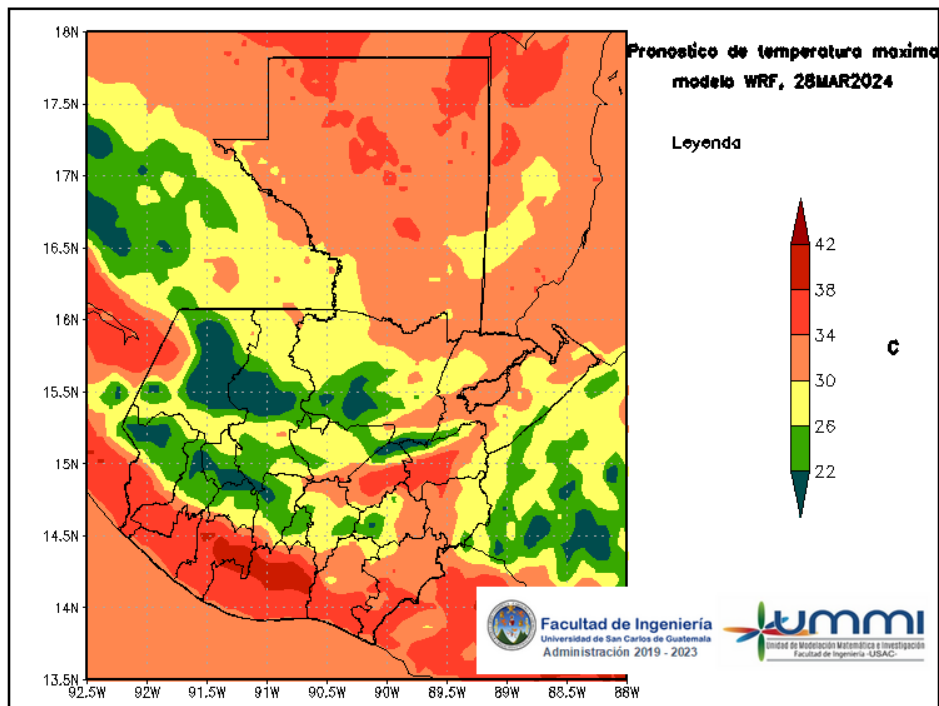 Pronostico de temperatura maxima
modelo WRF, 28MAR2024
Leyenda
42
38
34
30
26
22
C
18N
17.5N
17N
16.5N
16N
15.5N
15N
14.5N
14N
13.5N
92.5W
92W
91.5W
91W
90.5W
90W
89.5W
89W
88.5W
88W
Facultad de Ingeniería
Universidad de San Carlos de Guatemala
Administración 2019 - 2023
ummi
Unidad de Modelación Matemática e Investigación
Facultad de Ingeniería -USAC-